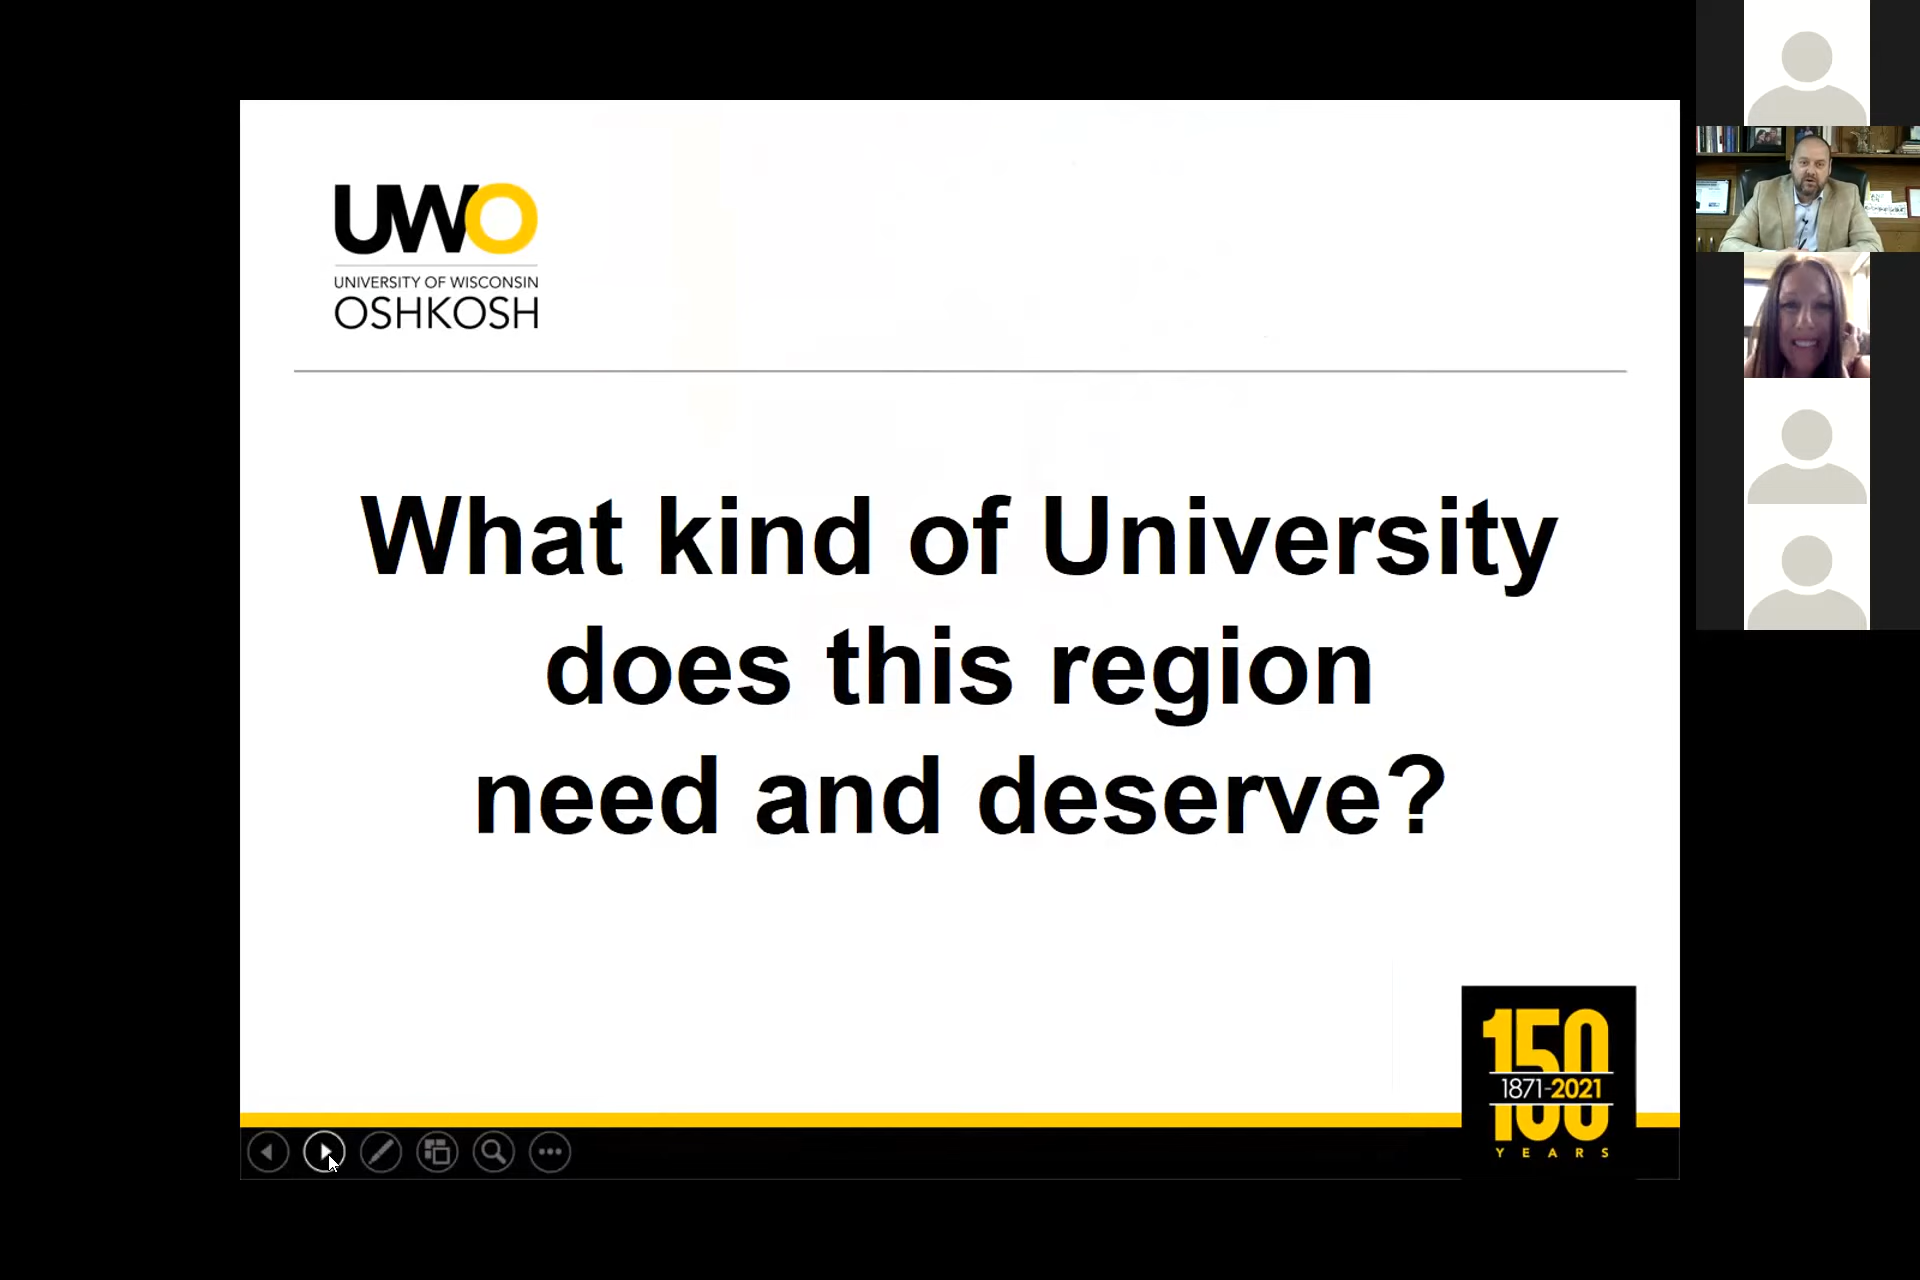 UWO
UNIVERSITY OF WISCONSIN
OSHKOSH
What kind of University
does this region
need and deserve?
150
1871-2021
YEARS